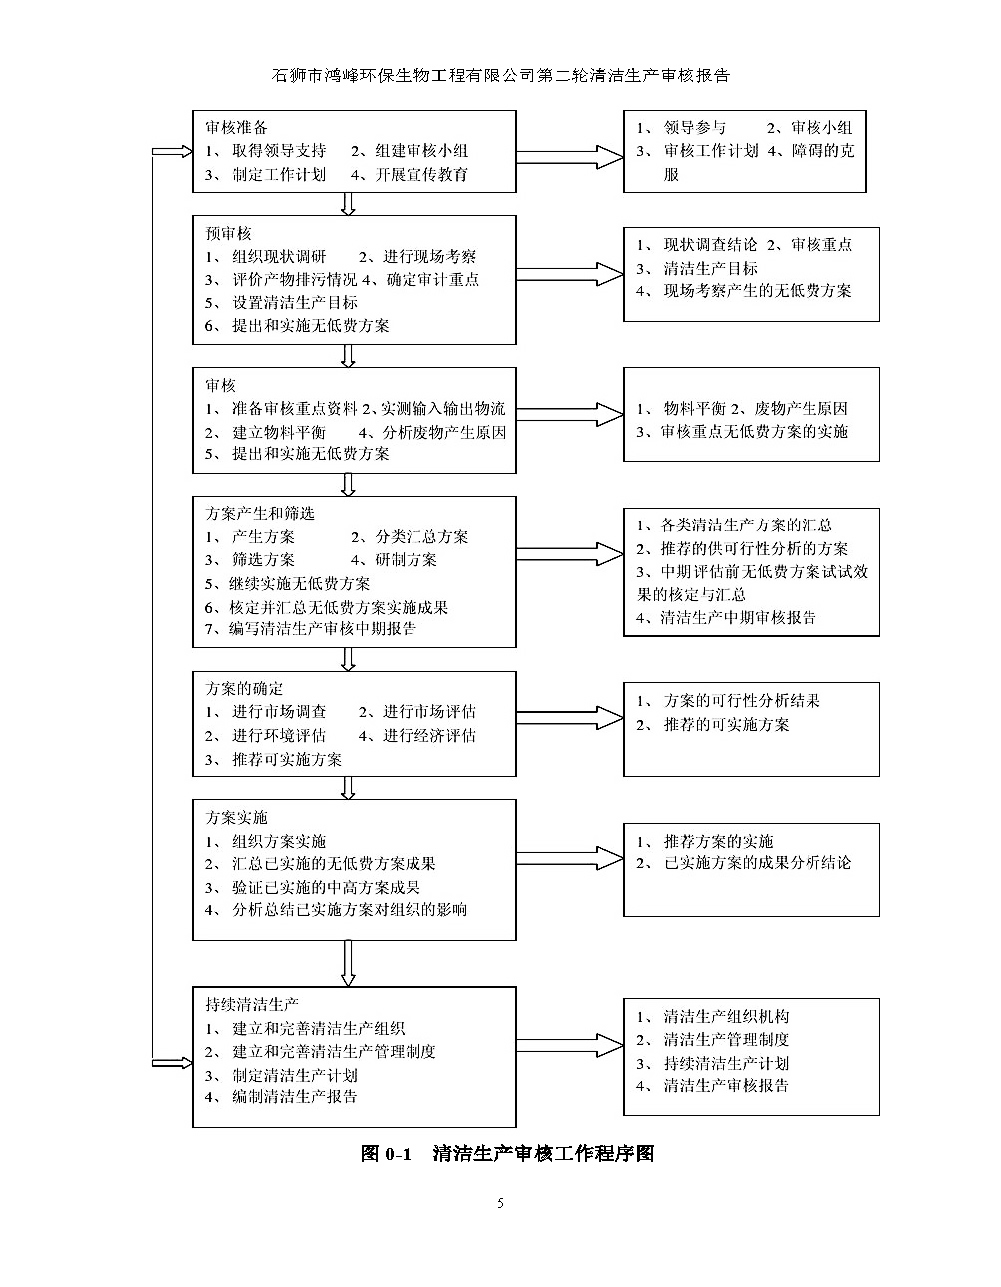 石狮市鸿峰环保生物工程有限公司第二轮清洁生产审核报告
审核准备
1、 取得领导支持 2、组建审核小组
3、 制定工作计划 4、开展宣传教育
1、 领导参与 2、审核小组
3、 审核工作计划 4、障碍的克
服
预审核
1、 组织现状调研 2、进行现场考察
3、 评价产物排污情况 4、确定审计重点
5、 设置清洁生产目标
6、 提出和实施无低费方案
1、 现状调查结论 2、审核重点
3、 清洁生产目标
4、 现场考察产生的无低费方案
审核
1、 准备审核重点资料 2、实测输入输出物流
2、 建立物料平衡 4、分析废物产生原因
5、 提出和实施无低费方案
1、 物料平衡 2、废物产生原因
3、审核重点无低费方案的实施
方案产生和筛选
1、 产生方案 2、分类汇总方案
3、 筛选方案 4、研制方案
5、继续实施无低费方案
6、核定并汇总无低费方案实施成果
7、编写清洁生产审核中期报告
1、各类清洁生产方案的汇总
2、推荐的供可行性分析的方案
3、中期评估前无低费方案试试效
果的核定与汇总
4、清洁生产中期审核报告
方案的确定
1、 进行市场调查 2、进行市场评估
2、 进行环境评估 4、进行经济评估
3、 推荐可实施方案
1、 方案的可行性分析结果
2、 推荐的可实施方案
方案实施
1、 组织方案实施
2、 汇总已实施的无低费方案成果
3、 验证已实施的中高方案成果
4、 分析总结已实施方案对组织的影响
1、 推荐方案的实施
2、 已实施方案的成果分析结论
持续清洁生产
1、 建立和完善清洁生产组织
2、 建立和完善清洁生产管理制度
3、 制定清洁生产计划
4、 编制清洁生产报告
1、 清洁生产组织机构
2、 清洁生产管理制度
3、 持续清洁生产计划
4、 清洁生产审核报告
图 0-1 清洁生产审核工作程序图
5